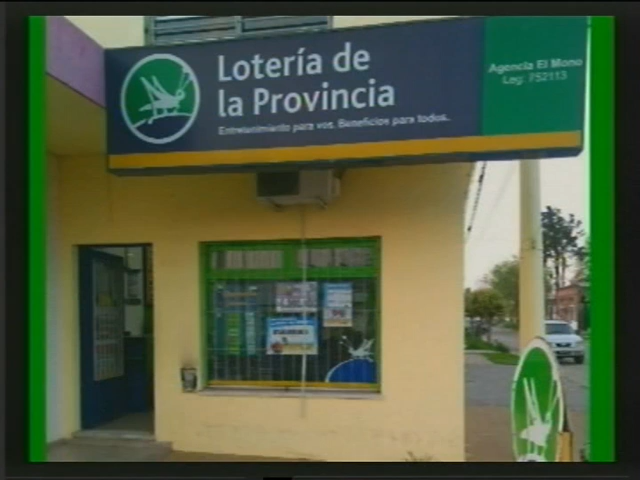 Lotería de
la Provincia
Entretenimiento para vos. Beneficios para todos.
Agencia El Mono
Leg: 752113